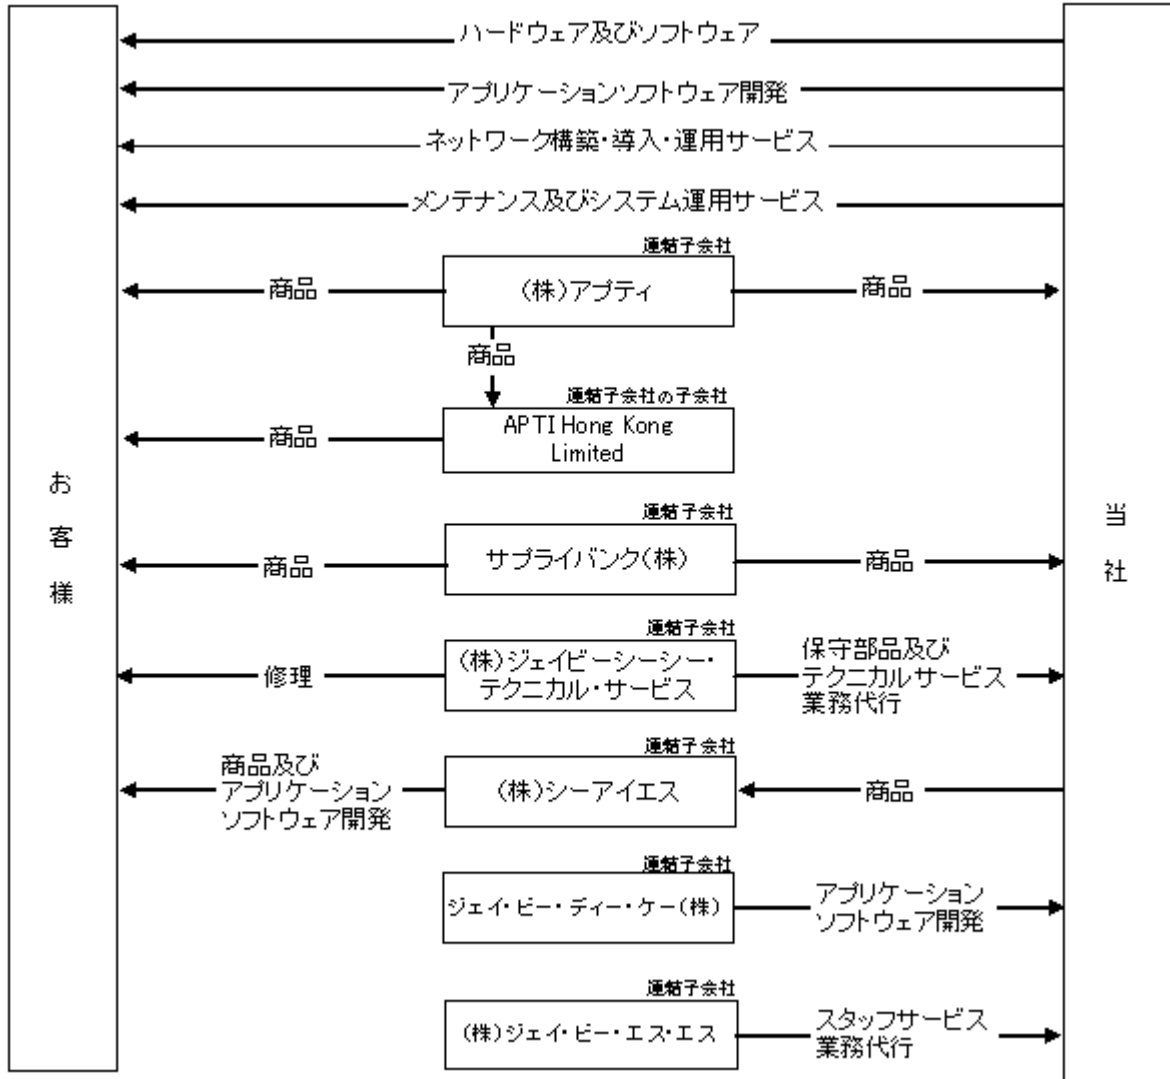 ハードウェア及びソフトウェア
アプリケーションソフトウェア開発
ネットワーク構築・導入・運用サービス
メンテナンス及びシステム運用サービス
連結子会社
商品
(株)アプティ
商品
商品
連結子会社の子会社
商品
APTI Hong Kong
Limited
連結子会社
商品
サプライバンク(株)
商品
連結子会社
修理
(株)ジェイビーシーシー・
テクニカル・サービス
保守部品及び
テクニカルサービス
業務代行
連結子会社
商品及び
アプリケーション
ソフトウェア開発
(株)シーアイエス
商品
連結子会社
ジェイ・ビー・ディー・ケー(株)
アプリケーション
ソフトウェア開発
連結子会社
(株)ジェイ・ビー・エス・エス
スタッフサービス
業務代行
お客様
当社